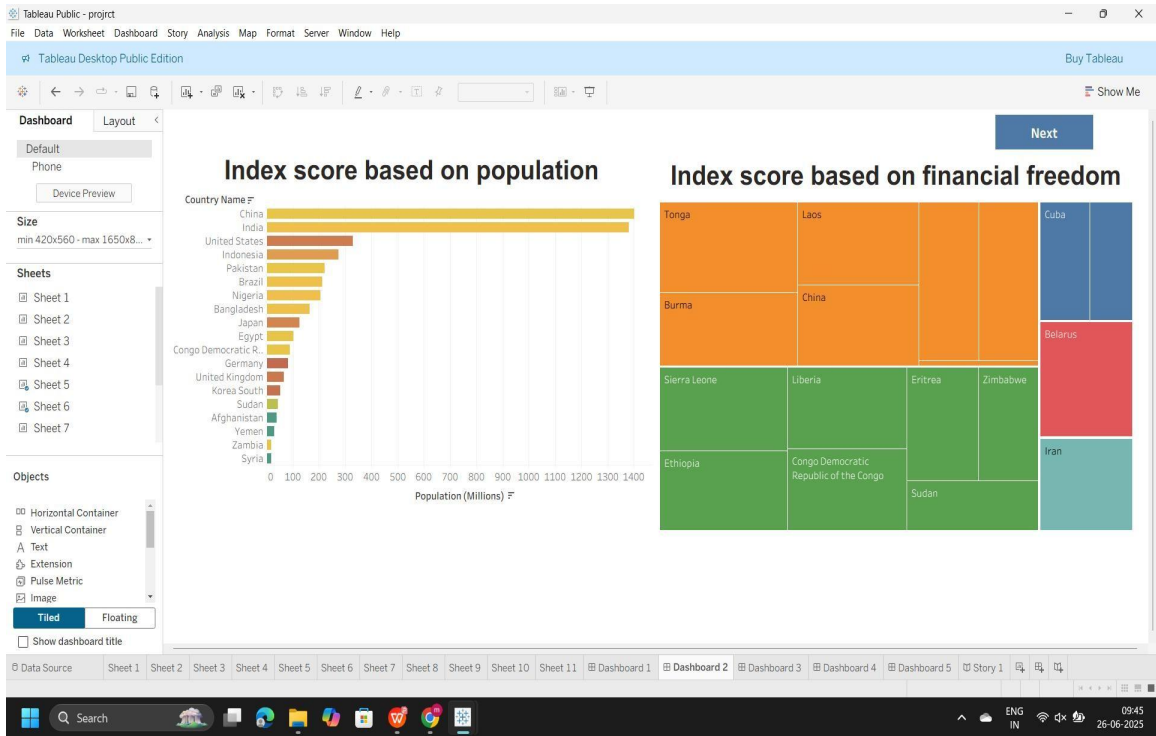 Tableau Public - projrct
File Data Worksheet Dashboard Story Analysis Map Format Server Window Help
Tableau Desktop Public Edition
Buy Tableau
Show Me
Dashboard Layout
Default
Phone
Device Preview
Size
min 420x560 - max 1650x8...
Sheets
Sheet 1
Sheet 2
Sheet 3
Sheet 4
Sheet 5
Sheet 6
Sheet 7
Objects
Horizontal Container
Vertical Container
A Text
Extension
Pulse Metric
Image
Tiled Floating
Show dashboard title
Next
Index score based on population
Country Name
China
India
United States
Indonesia
Pakistan
Brazil
Nigeria
Bangladesh
Japan
Egypt
Congo Democratic R..
Germany
United Kingdom
Korea South
Sudan
Afghanistan
Yemen
Zambia
Syria
0 100 200 300 400 500 600 700 800 900 1000 1100 1200 1300 1400
Population (Millions)
Index score based on financial freedom
Tonga
Laos
Cuba
Burma
China
Belarus
Sierra Leone
Liberia
Eritrea
Zimbabwe
Iran
Ethiopia
Congo Democratic
Republic of the Congo
Sudan
Data Source Sheet 1 Sheet 2 Sheet 3 Sheet 4 Sheet 5 Sheet 6 Sheet 7 Sheet 8 Sheet 9 Sheet 10 Sheet 11 Dashboard 1 Dashboard 2 Dashboard 3 Dashboard 4 Dashboard 5 Story 1
Search
ENG
IN
09:45
26-06-2025